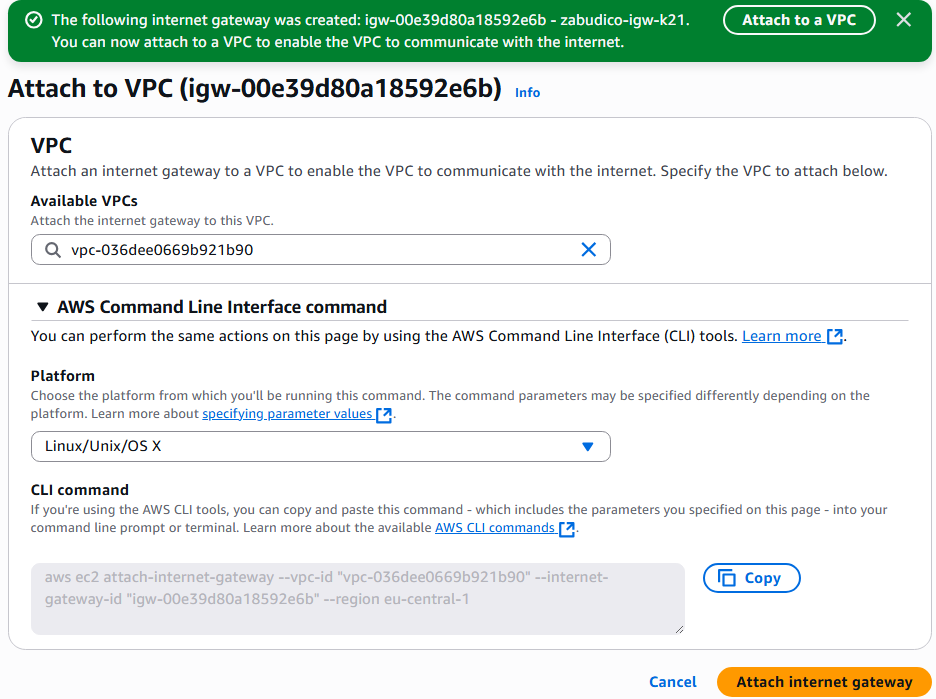 The following internet gateway was created: igw-00e39d80a18592e6b - zabudico-igw-k21.
You can now attach to a VPC to enable the VPC to communicate with the internet.
Attach to a VPC
Attach to VPC (igw-00e39d80a18592e6b) Info
VPC
Attach an internet gateway to a VPC to enable the VPC to communicate with the internet. Specify the VPC to attach below.
Available VPCs
Attach the internet gateway to this VPC.
vpc-036dee0669b921b90
AWS Command Line Interface command
You can perform the same actions on this page by using the AWS Command Line Interface (CLI) tools. Learn more.
Platform
Choose the platform from which you'll be running this command. The command parameters may be specified differently depending on the
platform. Learn more about specifying parameter values.
Linux/Unix/OS X
CLI command
If you're using the AWS CLI tools, you can copy and paste this command - which includes the parameters you specified on this page - into your
command line prompt or terminal. Learn more about the available AWS CLI commands.
aws ec2 attach-internet-gateway --vpc-id "vpc-036dee0669b921b90" --internet-
gateway-id "igw-00e39d80a18592e6b" --region eu-central-1
Copy
Cancel
Attach internet gateway